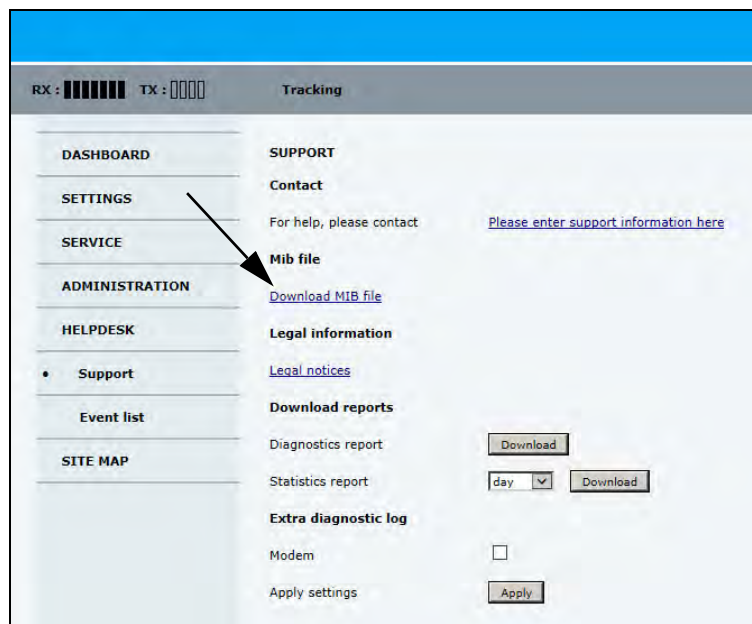 RX : TX : Tracking
DASHBOARD
SETTINGS
SERVICE
ADMINISTRATION
HELPDESK
• Support
Event list
SITE MAP
SUPPORT
Contact
For help, please contact Please enter support information here
Mib file
Download MIB file
Legal information
Legal notices
Download reports
Diagnostics report Download
Statistics report day Download
Extra diagnostic log
Modem
Apply settings Apply